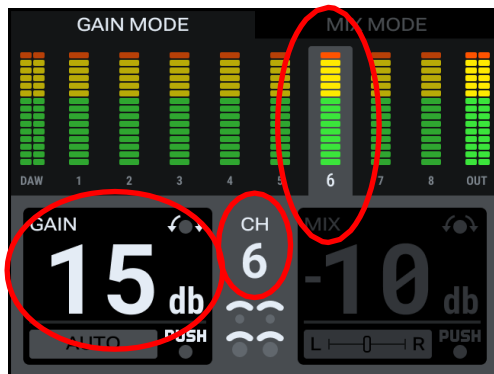 GAIN MODE
MIX MODE
DAW 1 2 3 4 5 6 7 8 OUT
GAIN
CH
MIX
15 db
6
-10 db
AUTO
PUSH
L R
PUSH